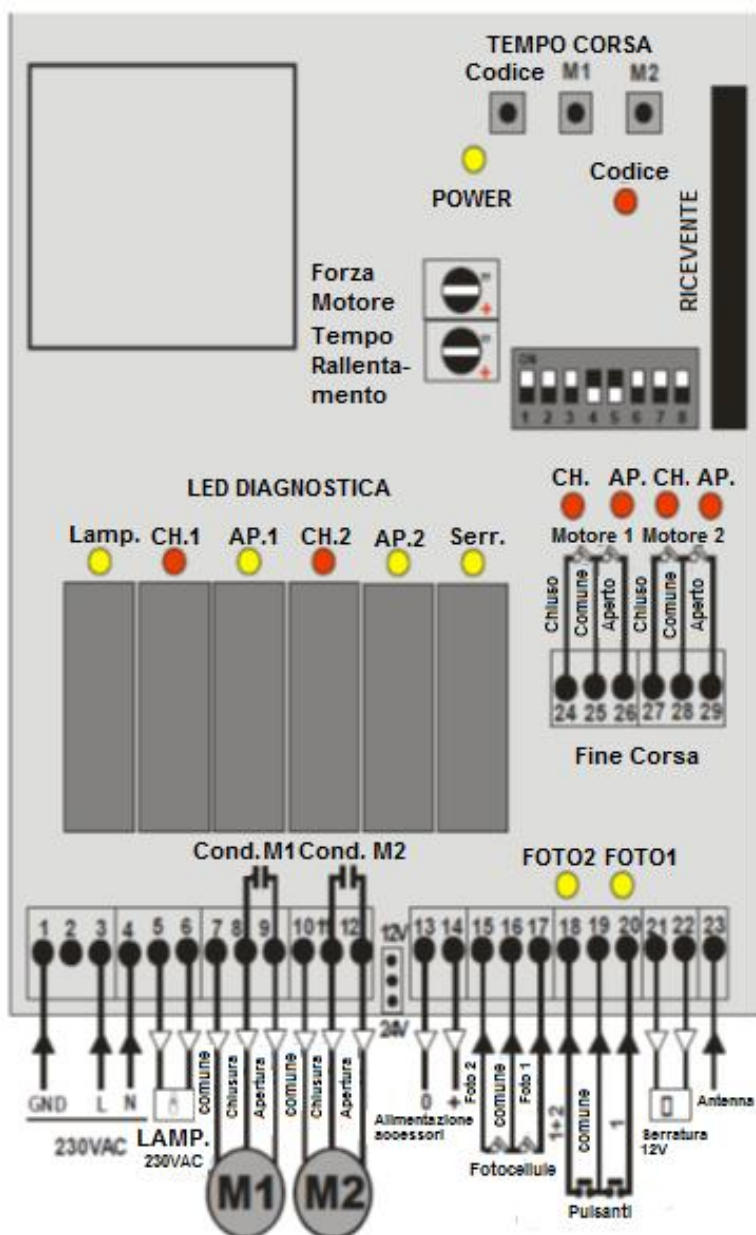 TEMPO CORSA
Codice M1 M2
POWER
Codice
RICEVENTE
Forza
Motore
Tempo
Rallenta-
mento
ON
1 2 3 4 5 6 7 8
LED DIAGNOSTICA
CH. AP. CH. AP.
Motore 1 Motore 2
Lamp. CH.1 AP.1 CH.2 AP.2 Serr.
Chiuso Comune Aperto Chiuso Comune Aperto
24 25 26 27 28 29
Fine Corsa
Cond.M1 Cond. M2
FOTO2 FOTO1
1 2 3 4 5 6 7 8 9 10 11 12 13 14 15 16 17 18 19 20 21 22 23
12V
24V
GND L N
230VAC
LAMP.
230VAC
comune Chiusura Apertura comune Chiusura Apertura
M1 M2
0 +
Alimentazione
accessori
Foto 2 comune Foto 1
Fotocellule
1+2 comune 1
Pulsanti
Serratura
12V
Antenna